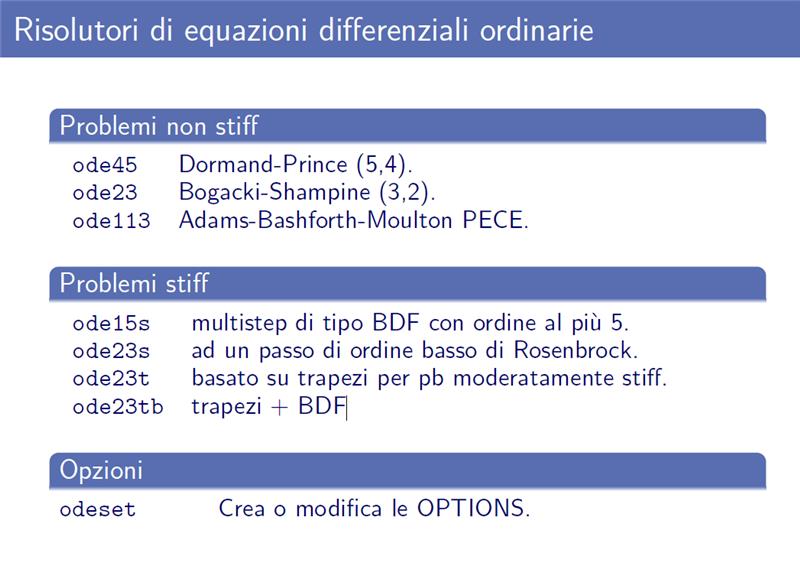 Risolutori di equazioni differenziali ordinarie
Problemi non stiff
ode45 Dormand-Prince (5,4).
ode23 Bogacki-Shampine (3,2).
ode113 Adams-Bashforth-Moulton PECE.
Problemi stiff
ode15s multistep di tipo BDF con ordine al più 5.
ode23s ad un passo di ordine basso di Rosenbrock.
ode23t basato su trapezi per pb moderatamente stiff.
ode23tb trapezi + BDF
Opzioni
odeset Crea o modifica le OPTIONS.